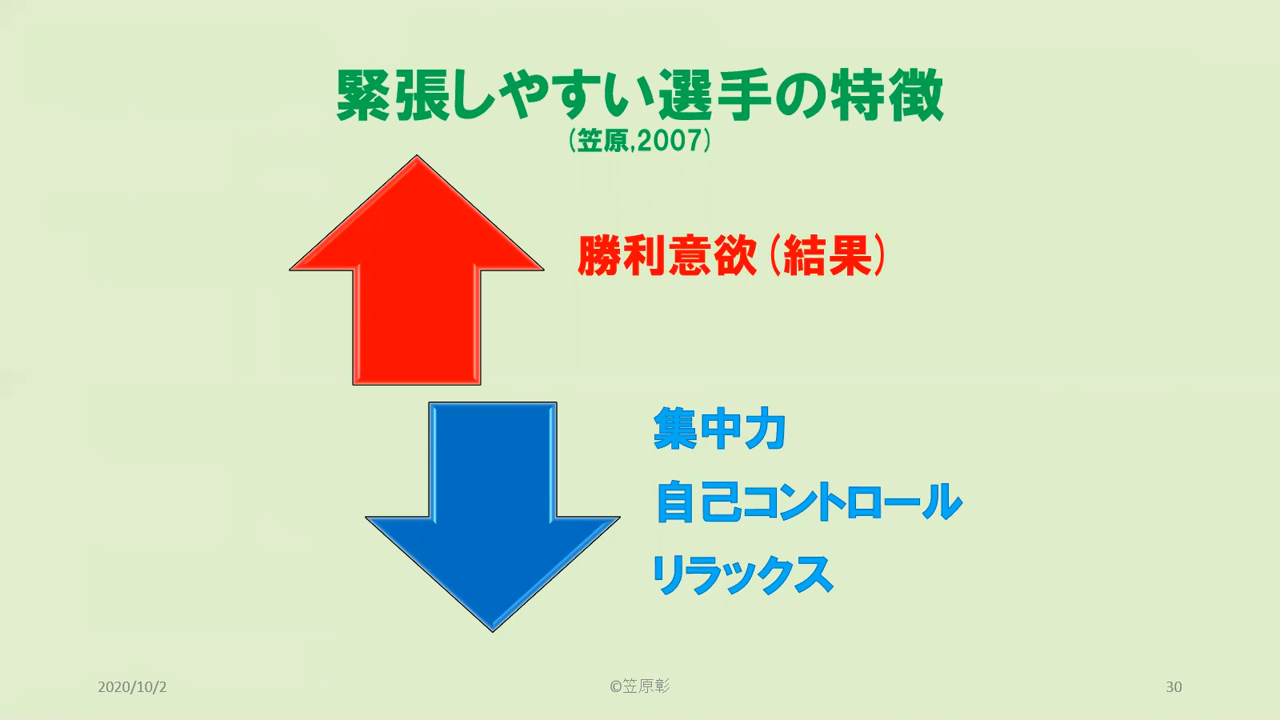 緊張しやすい選手の特徴
(笠原,2007)
勝利意欲(結果)
集中力
自己コントロール
リラックス
2020/10/2
©笠原彰
30